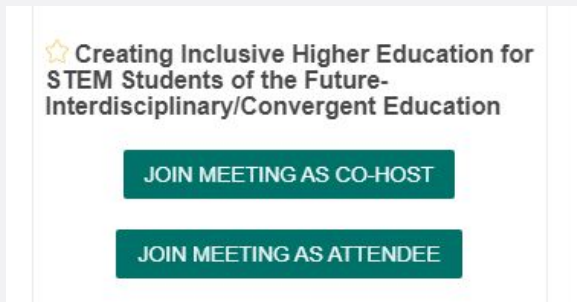 Creating Inclusive Higher Education for
STEM Students of the Future-
Interdisciplinary/Convergent Education
JOIN MEETING AS CO-HOST
JOIN MEETING AS ATTENDEE